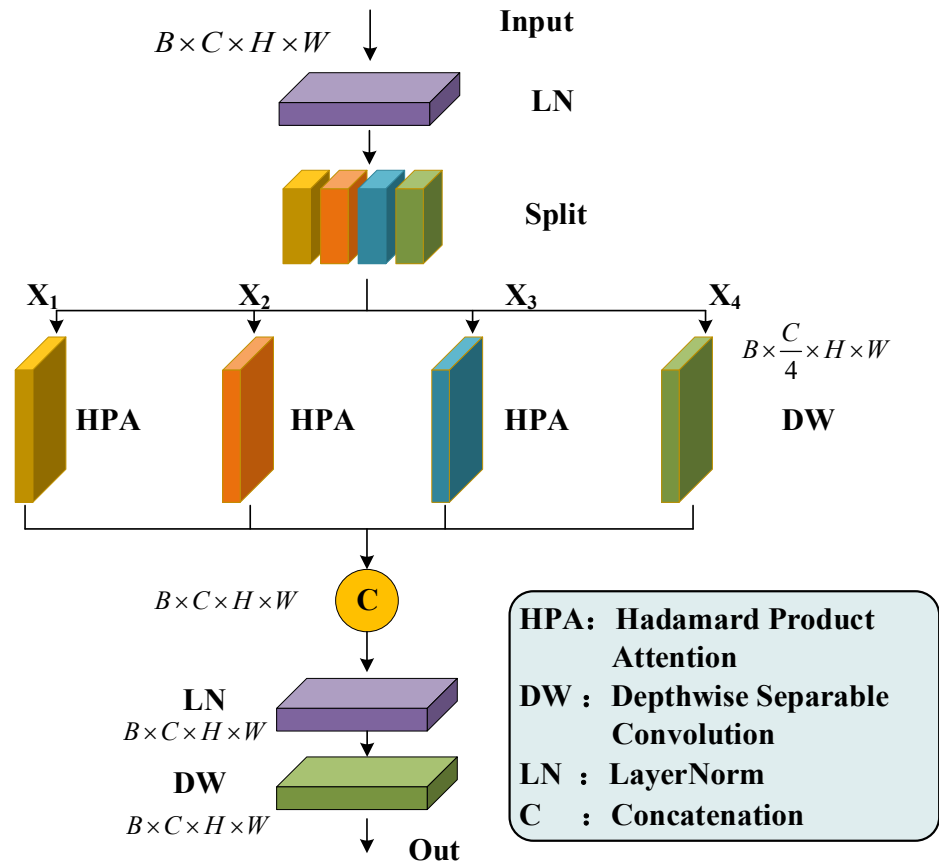 Input
B×C×H×W
LN
Split
X₁ X₂ X₃ X₄
B×C/4×H×W
HPA HPA HPA DW
B×C×H×W
C
LN
B×C×H×W
DW
B×C×H×W
Out
HPA：Hadamard Product
Attention
DW：Depthwise Separable
Convolution
LN：LayerNorm
C：Concatenation